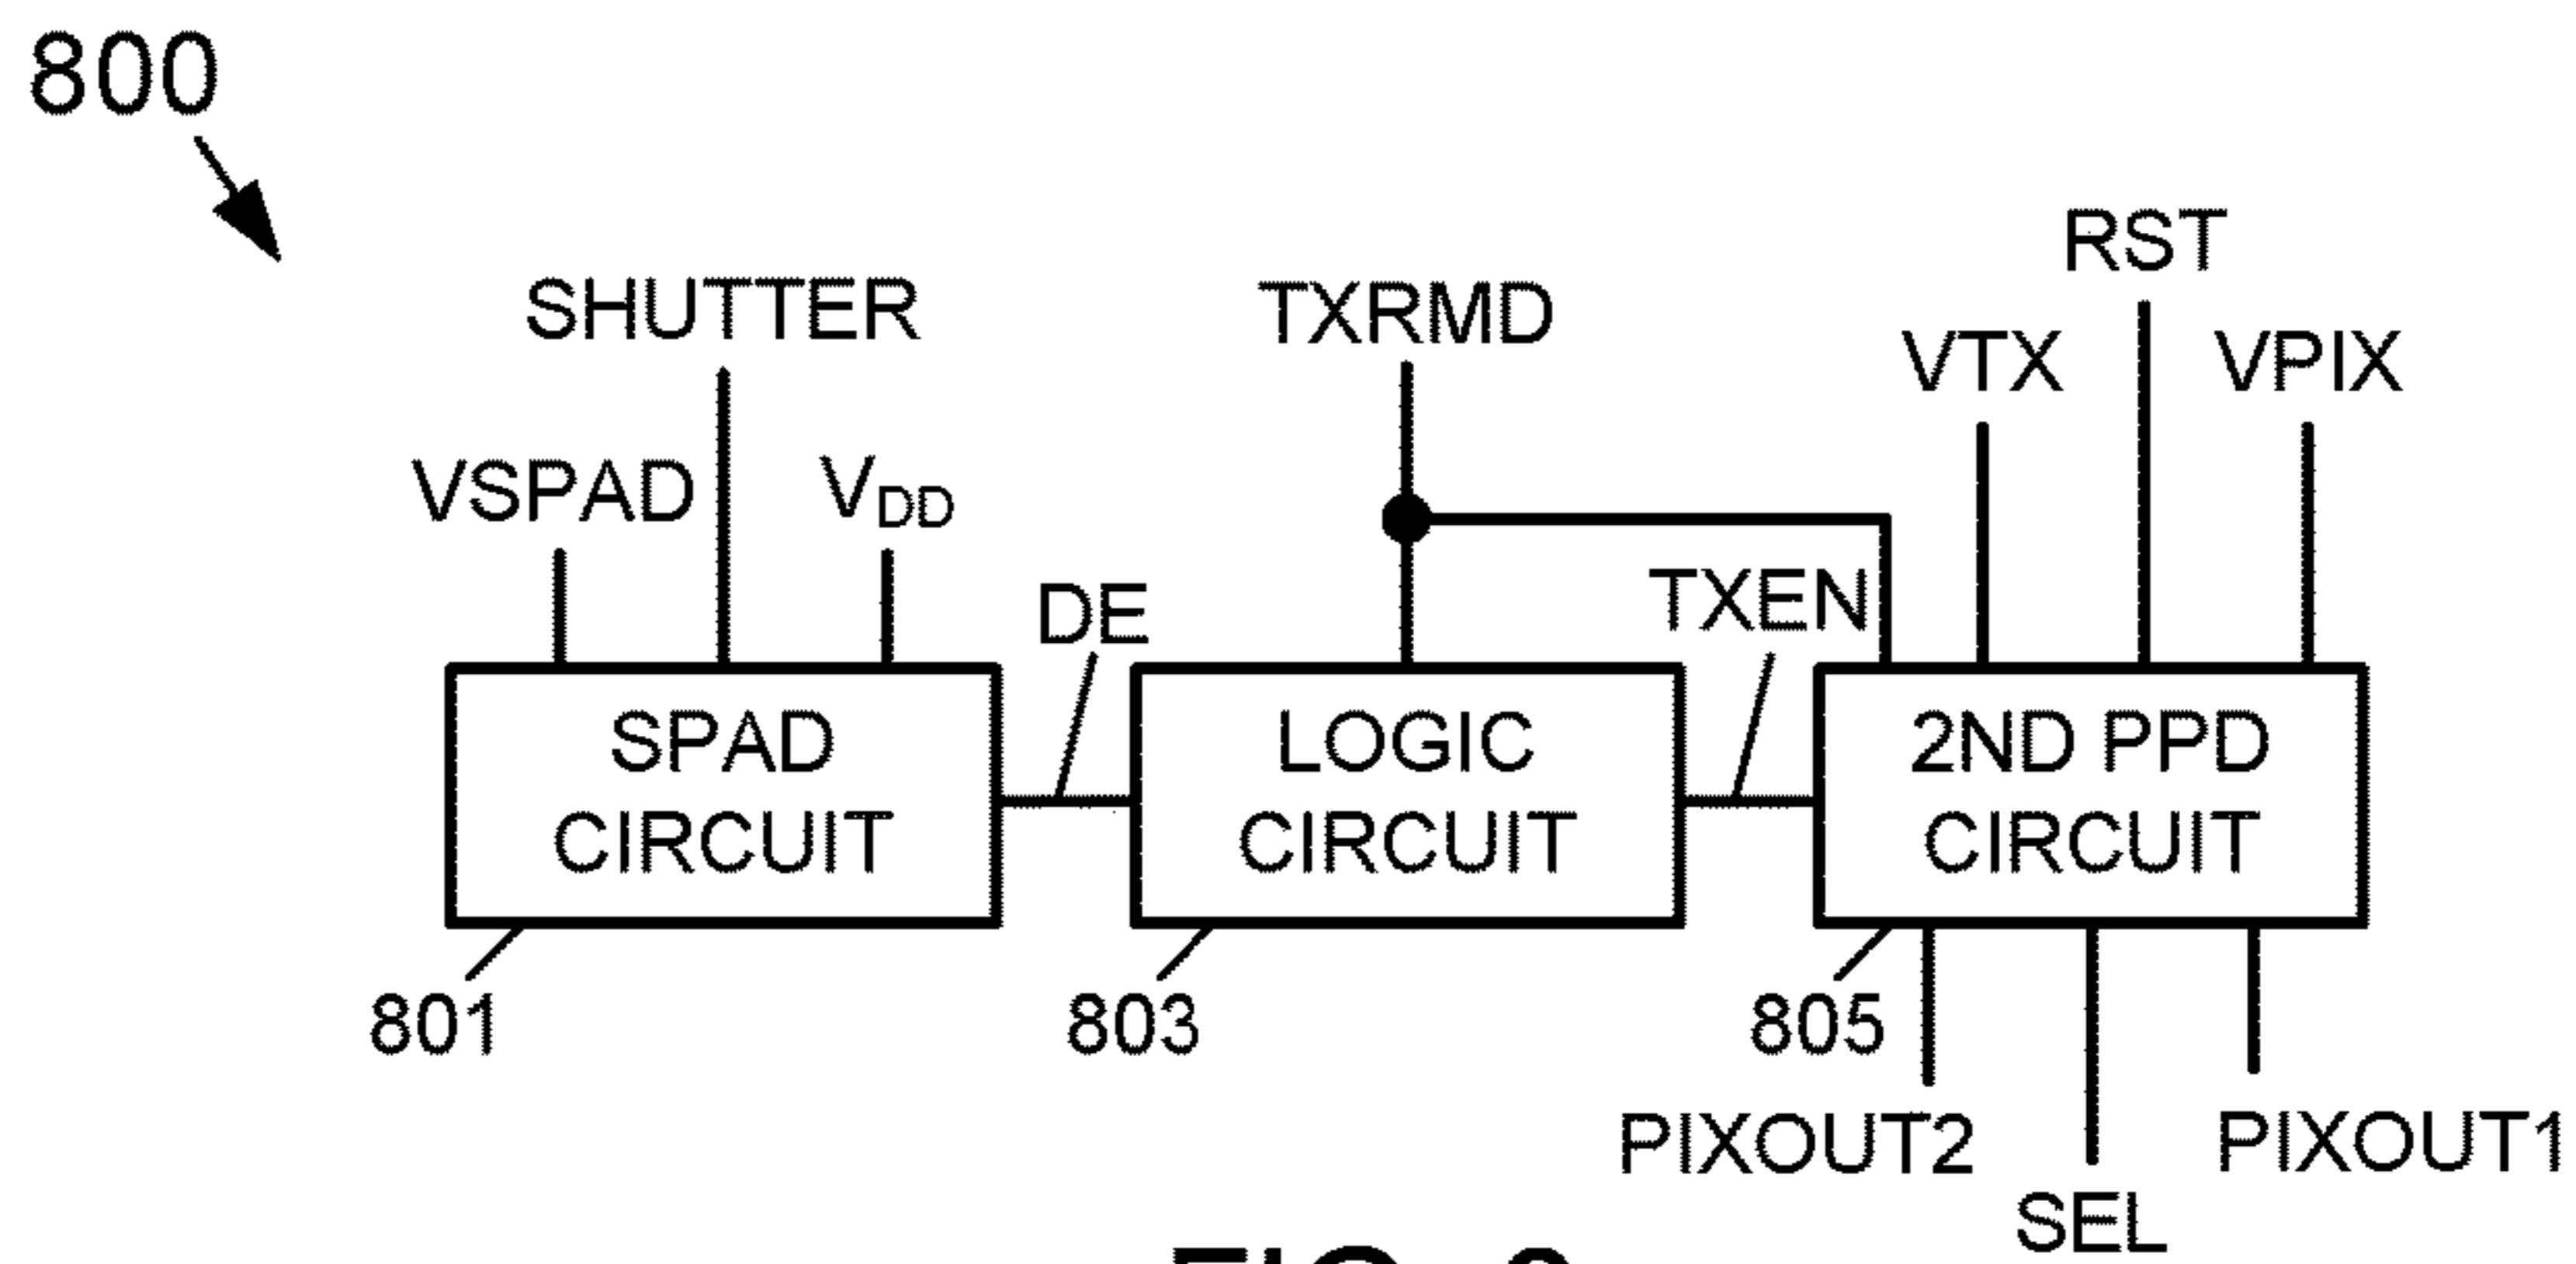 800
RST
SHUTTER
TXRMD
VTX
VPIX
VSPAD
VDD
DE
TXEN
SPAD
CIRCUIT
LOGIC
CIRCUIT
2ND PPD
CIRCUIT
801
803
805
PIXOUT2
PIXOUT1
SEL